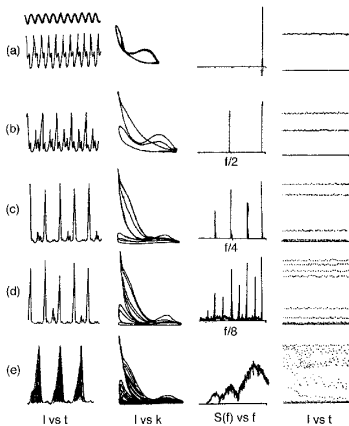 (a)
f
(b)
f/2
(c)
f/4
(d)
f/8
(e)
I vs t
I vs k
S(f) vs f
I vs t